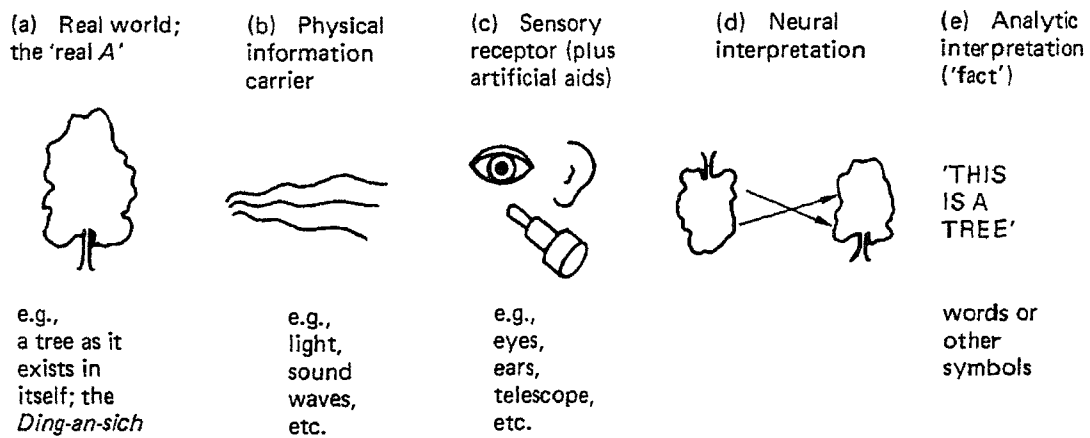 (a) Real world;
the 'real A'
(b) Physical
information
carrier
(c) Sensory
receptor (plus
artificial aids)
(d) Neural
interpretation
(e) Analytic
interpretation
('fact')
'THIS
IS A
TREE'
e.g.,
a tree as it
exists in
itself; the
Ding-an-sich
e.g.,
light,
sound
waves,
etc.
e.g.,
eyes,
ears,
telescope,
etc.
words or
other
symbols